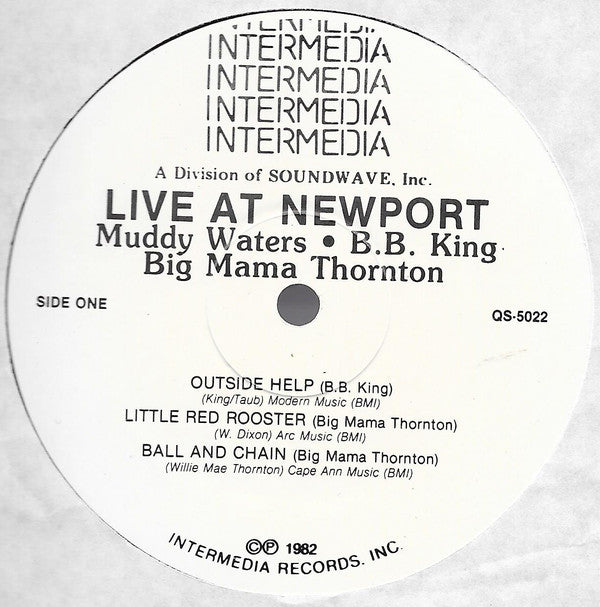 INTERMEDIA
INTERMEDIA
INTERMEDIA
INTERMEDIA
INTERMEDIA
A Division of SOUNDWAVE, Inc.
LIVE AT NEWPORT
Muddy Waters • B.B. King
Big Mama Thornton
SIDE ONE
QS-5022
OUTSIDE HELP (B.B. King)
(King/Taub) Modern Music (BMI)
LITTLE RED ROOSTER (Big Mama Thornton)
(W. Dixon) Arc Music (BMI)
BALL AND CHAIN (Big Mama Thornton)
(Willie Mae Thornton) Cape Ann Music (BMI)
©℗ 1982
INTERMEDIA RECORDS, INC.